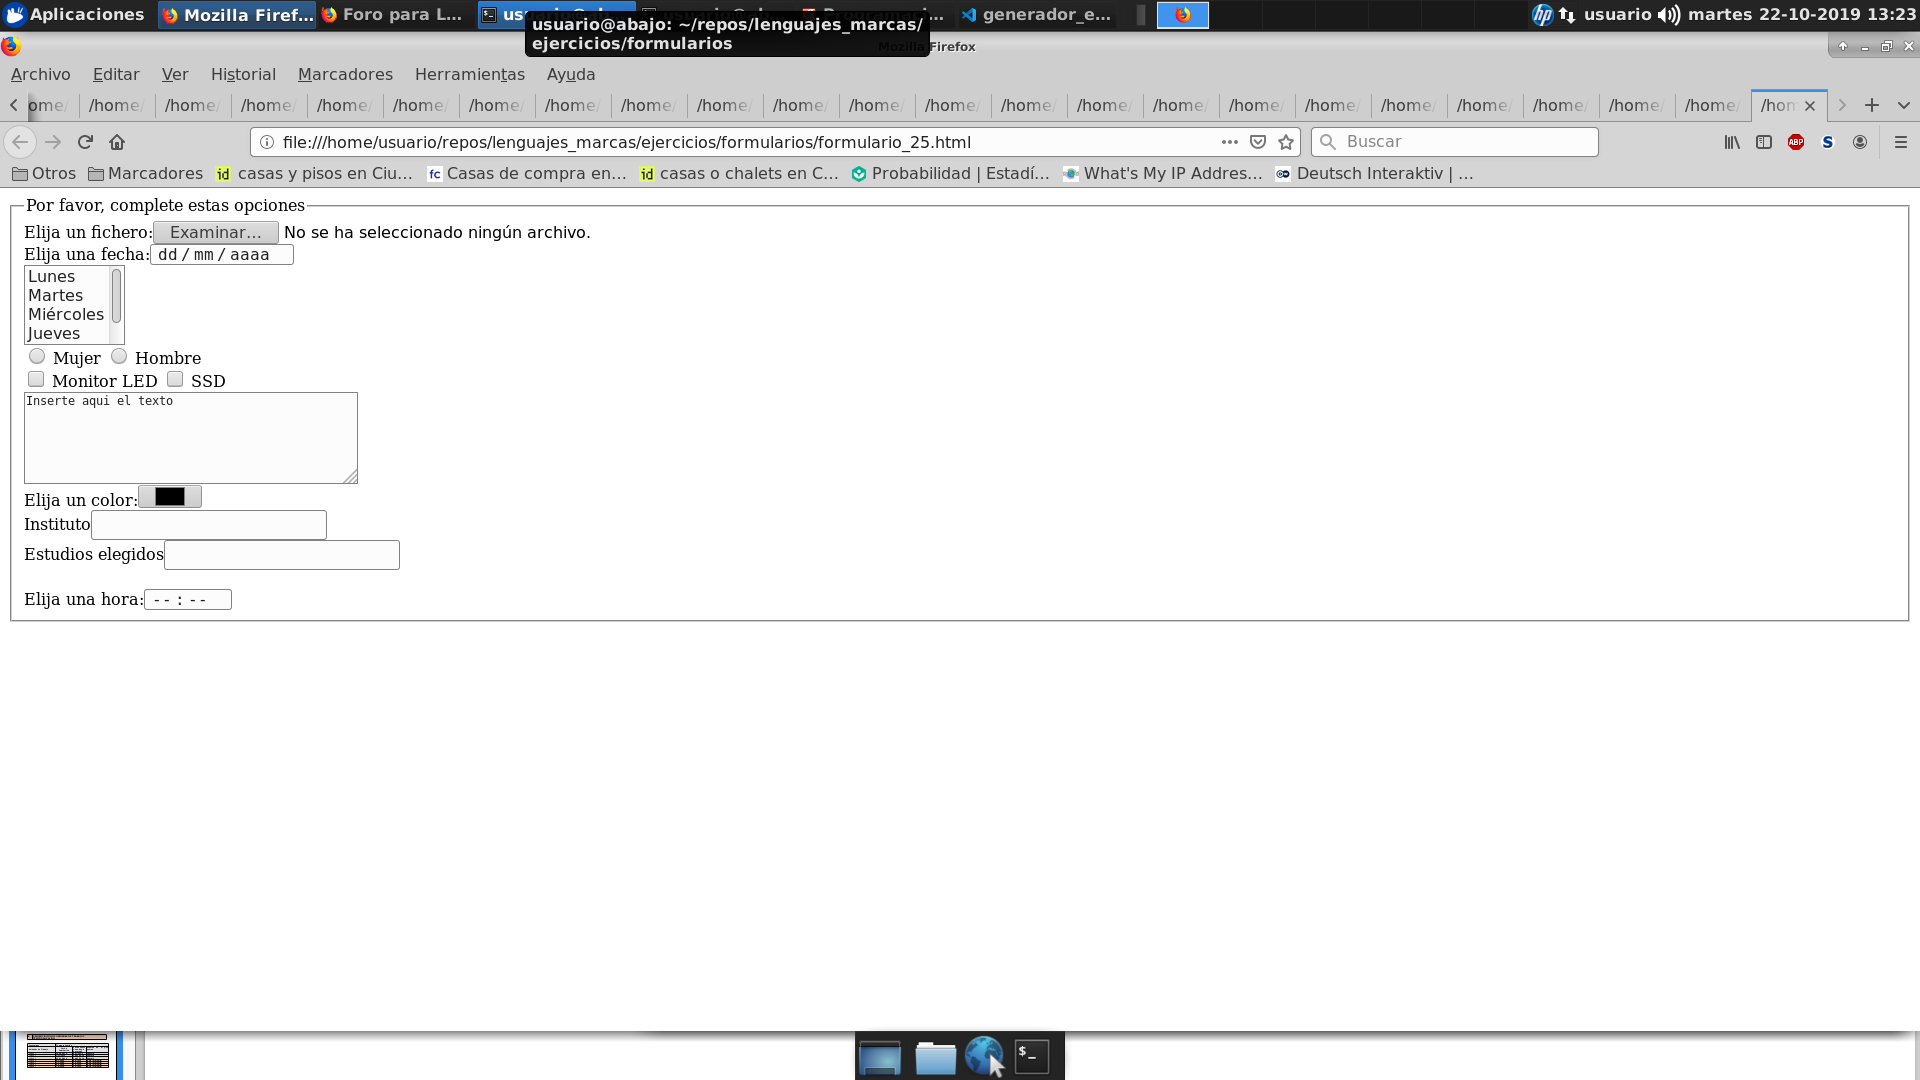 Aplicaciones Mozilla Firef... Foro para L... generador_e... usuario martes 22-10-2019 13:23
usuario@abajo: ~/repos/lenguajes_marcas/
ejercicios/formularios
Firefox
Archivo Editar Ver Historial Marcadores Herramientas Ayuda
ome/ /home/ /home/ /home/ /home/ /home/ /home/ /home/ /home/ /home/ /home/ /home/ /home/ /home/ /home/ /home/ /home/ /home/ /home/ /home/ /home/ /home/ /home/ /hom
file:///home/usuario/repos/lenguajes_marcas/ejercicios/formularios/formulario_25.html Buscar ABP S
Otros Marcadores id casas y pisos en Ciu... fc Casas de compra en... id casas o chalets en C... Probabilidad | Estadí... What's My IP Addres... Deutsch Interaktiv | ...
Por favor, complete estas opciones
Elija un fichero: Examinar... No se ha seleccionado ningún archivo.
Elija una fecha: dd / mm / aaaa
Lunes
Martes
Miércoles
Jueves
Mujer Hombre
Monitor LED SSD
Inserte aqui el texto
Elija un color:
Instituto
Estudios elegidos
Elija una hora: -- : --
$_